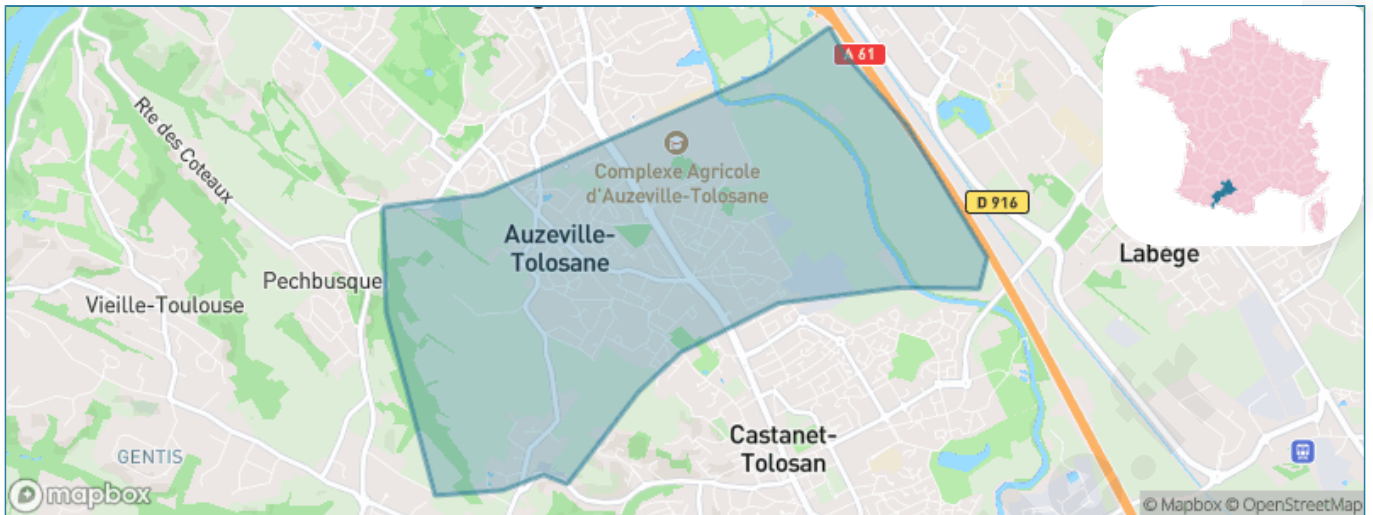 A 61
Rte des Coteaux
Complexe Agricole
d'Auzeville-Tolosane
D 916
Auzeville-
Tolosane
Labège
Pechbusque
Vieille-Toulouse
Castanet-
Tolosan
GENTIS
mapbox
© Mapbox © OpenStreetMap